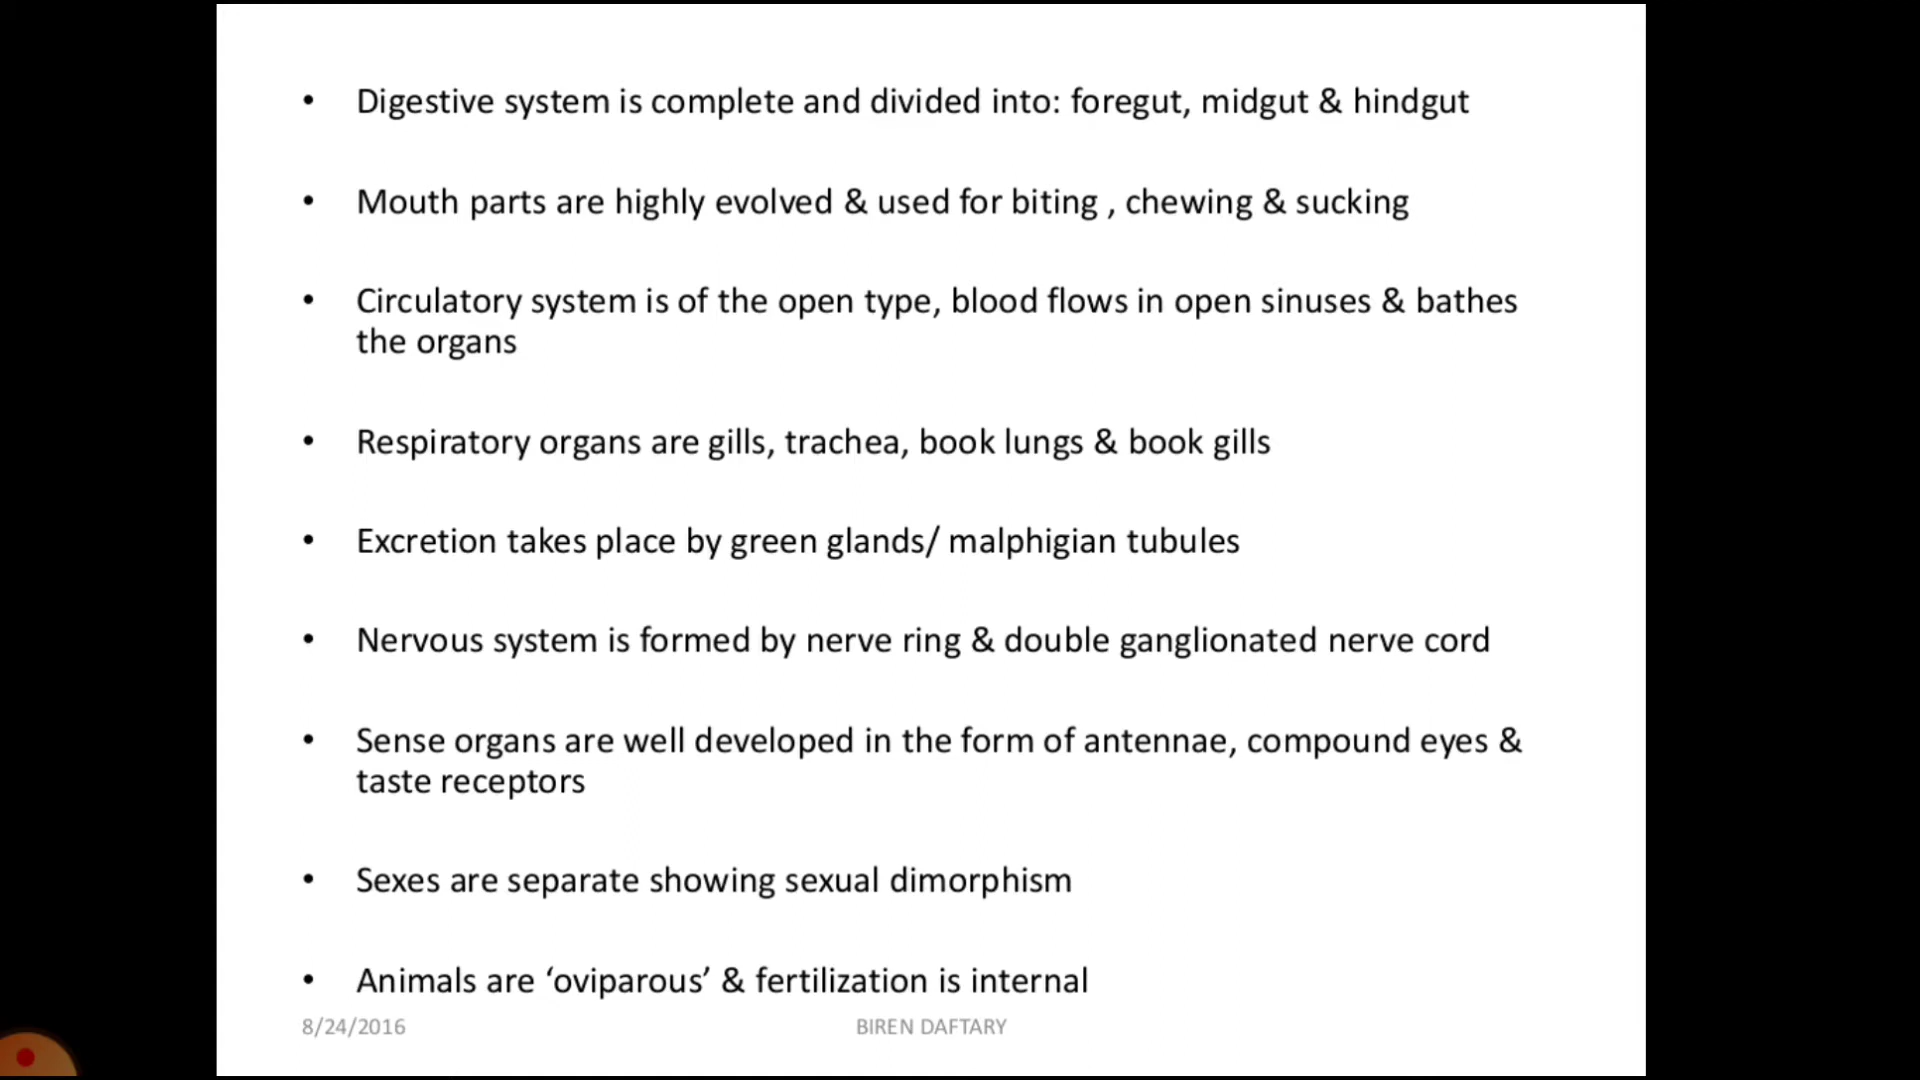 • Digestive system is complete and divided into: foregut, midgut & hindgut
• Mouth parts are highly evolved & used for biting , chewing & sucking
• Circulatory system is of the open type, blood flows in open sinuses & bathes
the organs
• Respiratory organs are gills, trachea, book lungs & book gills
• Excretion takes place by green glands/ malphigian tubules
• Nervous system is formed by nerve ring & double ganglionated nerve cord
• Sense organs are well developed in the form of antennae, compound eyes &
taste receptors
• Sexes are separate showing sexual dimorphism
• Animals are ‘oviparous’ & fertilization is internal
8/24/2016 BIREN DAFTARY